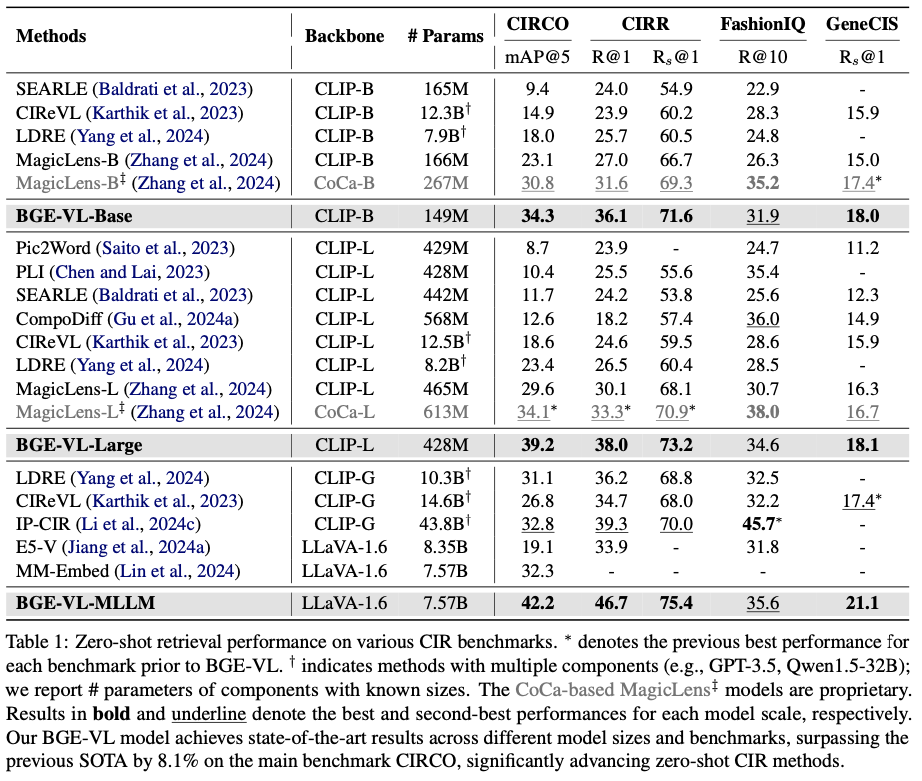 Methods Backbone # Params CIRCO CIRR FashionIQ GeneCIS
mAP@5 R@1 Rs@1 R@10 Rs@1
SEARLE (Baldrati et al., 2023) CLIP-B 165M 9.4 24.0 54.9 22.9 -
CIReVL (Karthik et al., 2023) CLIP-B 12.3B† 14.9 23.9 60.2 28.3 15.9
LDRE (Yang et al., 2024) CLIP-B 7.9B† 18.0 25.7 60.5 24.8 -
MagicLens-B (Zhang et al., 2024) CLIP-B 166M 23.1 27.0 66.7 26.3 15.0
MagicLens-B‡ (Zhang et al., 2024) CoCa-B 267M 30.8 31.6 69.3 35.2 17.4*
BGE-VL-Base CLIP-B 149M 34.3 36.1 71.6 31.9 18.0
Pic2Word (Saito et al., 2023) CLIP-L 429M 8.7 23.9 - 24.7 11.2
PLI (Chen and Lai, 2023) CLIP-L 428M 10.4 25.5 55.6 35.4 -
SEARLE (Baldrati et al., 2023) CLIP-L 442M 11.7 24.2 53.8 25.6 12.3
CompoDiff (Gu et al., 2024a) CLIP-L 568M 12.6 18.2 57.4 36.0 14.9
CIReVL (Karthik et al., 2023) CLIP-L 12.5B† 18.6 24.6 59.5 28.6 15.9
LDRE (Yang et al., 2024) CLIP-L 8.2B† 23.4 26.5 60.4 28.5 -
MagicLens-L (Zhang et al., 2024) CLIP-L 465M 29.6 30.1 68.1 30.7 16.3
MagicLens-L‡ (Zhang et al., 2024) CoCa-L 613M 34.1* 33.3* 70.9* 38.0 16.7
BGE-VL-Large CLIP-L 428M 39.2 38.0 73.2 34.6 18.1
LDRE (Yang et al., 2024) CLIP-G 10.3B† 31.1 36.2 68.8 32.5 -
CIReVL (Karthik et al., 2023) CLIP-G 14.6B† 26.8 34.7 68.0 32.2 17.4*
IP-CIR (Li et al., 2024c) CLIP-G 43.8B† 32.8 39.3 70.0 45.7* -
E5-V (Jiang et al., 2024a) LLaVA-1.6 8.35B 19.1 33.9 - 31.8 -
MM-Embed (Lin et al., 2024) LLaVA-1.6 7.57B 32.3 - - - -
BGE-VL-MLLM LLaVA-1.6 7.57B 42.2 46.7 75.4 35.6 21.1
Table 1: Zero-shot retrieval performance on various CIR benchmarks. * denotes the previous best performance for
each benchmark prior to BGE-VL. † indicates methods with multiple components (e.g., GPT-3.5, Qwen1.5-32B);
we report # parameters of components with known sizes. The CoCa-based MagicLens‡ models are proprietary.
Results in bold and underline denote the best and second-best performances for each model scale, respectively.
Our BGE-VL model achieves state-of-the-art results across different model sizes and benchmarks, surpassing the
previous SOTA by 8.1% on the main benchmark CIRCO, significantly advancing zero-shot CIR methods.